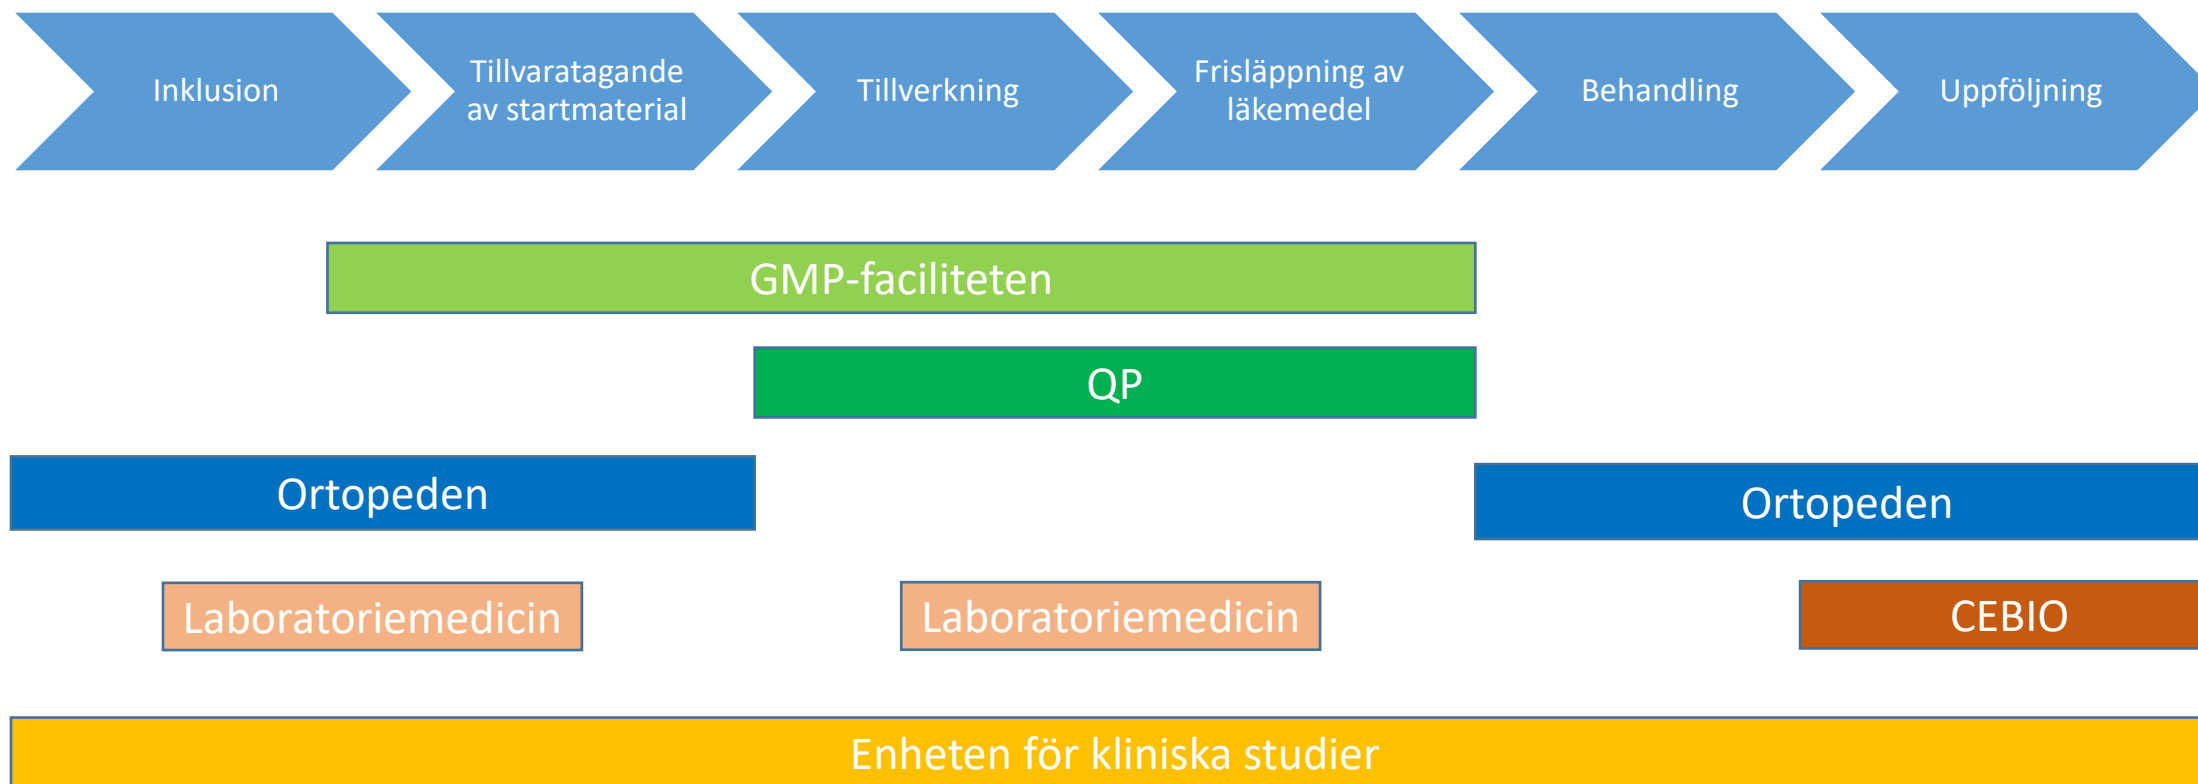 Inklusion
Tillvaratagande
av startmaterial
Tillverkning
Frisläppning av
läkemedel
Behandling
Uppföljning
GMP-faciliteten
QP
Ortopeden
Ortopeden
Laboratoriemedicin
Laboratoriemedicin
CEBIO
Enheten för kliniska studier